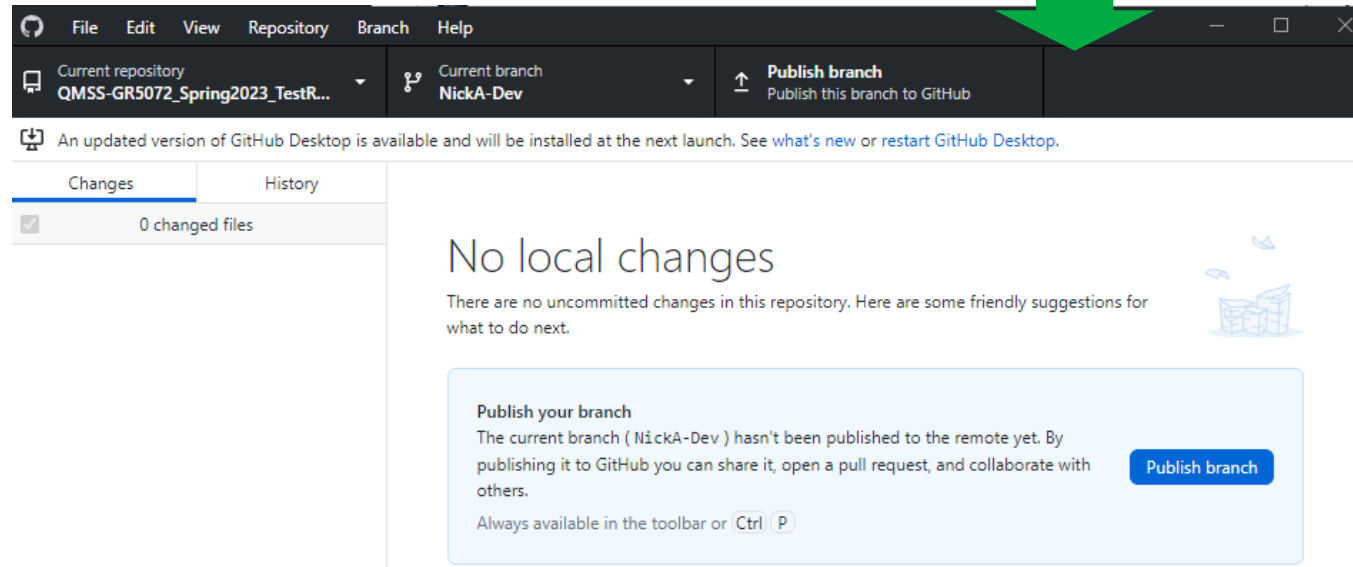 File Edit View Repository Branch Help
Current repository
QMSS-GR5072_Spring2023_TestR...
Current branch
NickA-Dev
Publish branch
Publish this branch to GitHub
An updated version of GitHub Desktop is available and will be installed at the next launch. See what's new or restart GitHub Desktop.
Changes History
0 changed files
No local changes
There are no uncommitted changes in this repository. Here are some friendly suggestions for
what to do next.
Publish your branch
The current branch ( NickA-Dev ) hasn't been published to the remote yet. By
publishing it to GitHub you can share it, open a pull request, and collaborate with
others.
Always available in the toolbar or Ctrl P
Publish branch